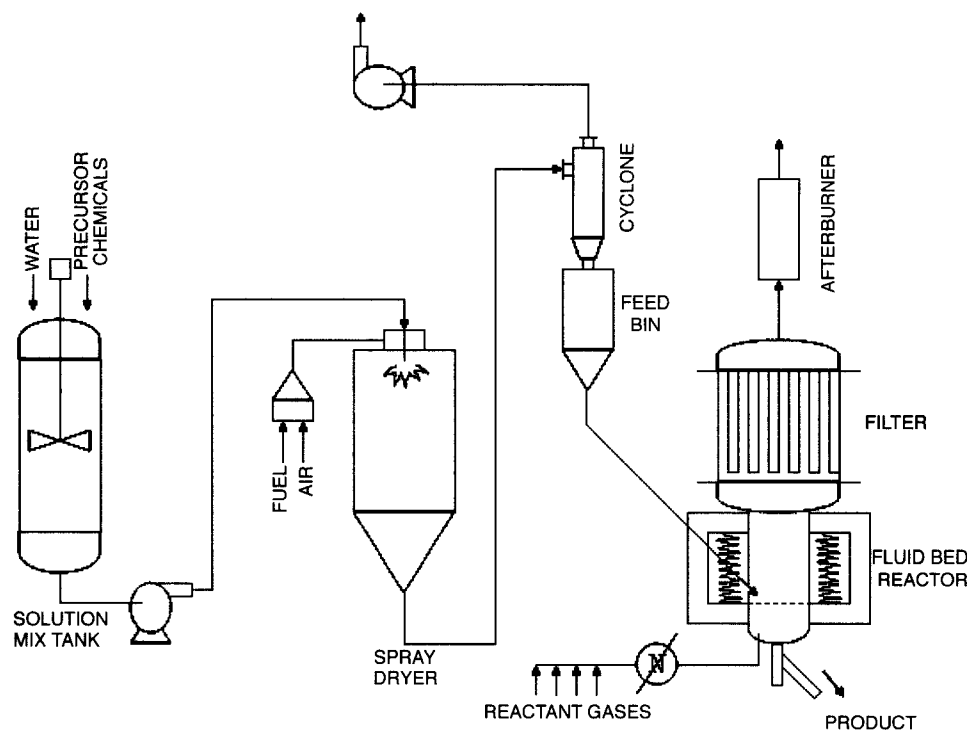 WATER
PRECURSOR
CHEMICALS
CYCLONE
AFTERBURNER
FEED
BIN
FILTER
FUEL
AIR
FLUID BED
REACTOR
SOLUTION
MIX TANK
SPRAY
DRYER
N
REACTANT GASES
PRODUCT